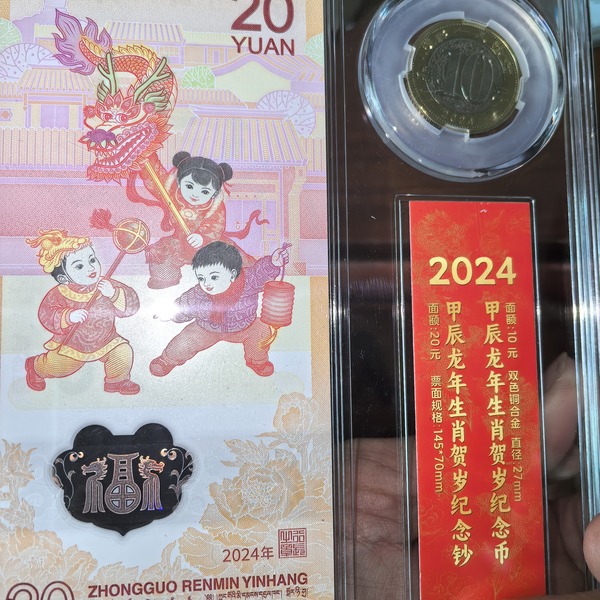 20
YUAN
福
2024年
20
ZHONGGUO RENMIN YINHANG
10
2024
2024
面额:10元 双色铜合金 直径:27mm
甲辰龙年生肖贺岁纪念币
甲辰龙年生肖贺岁纪念钞
面额:20元 票面规格:145*70mm